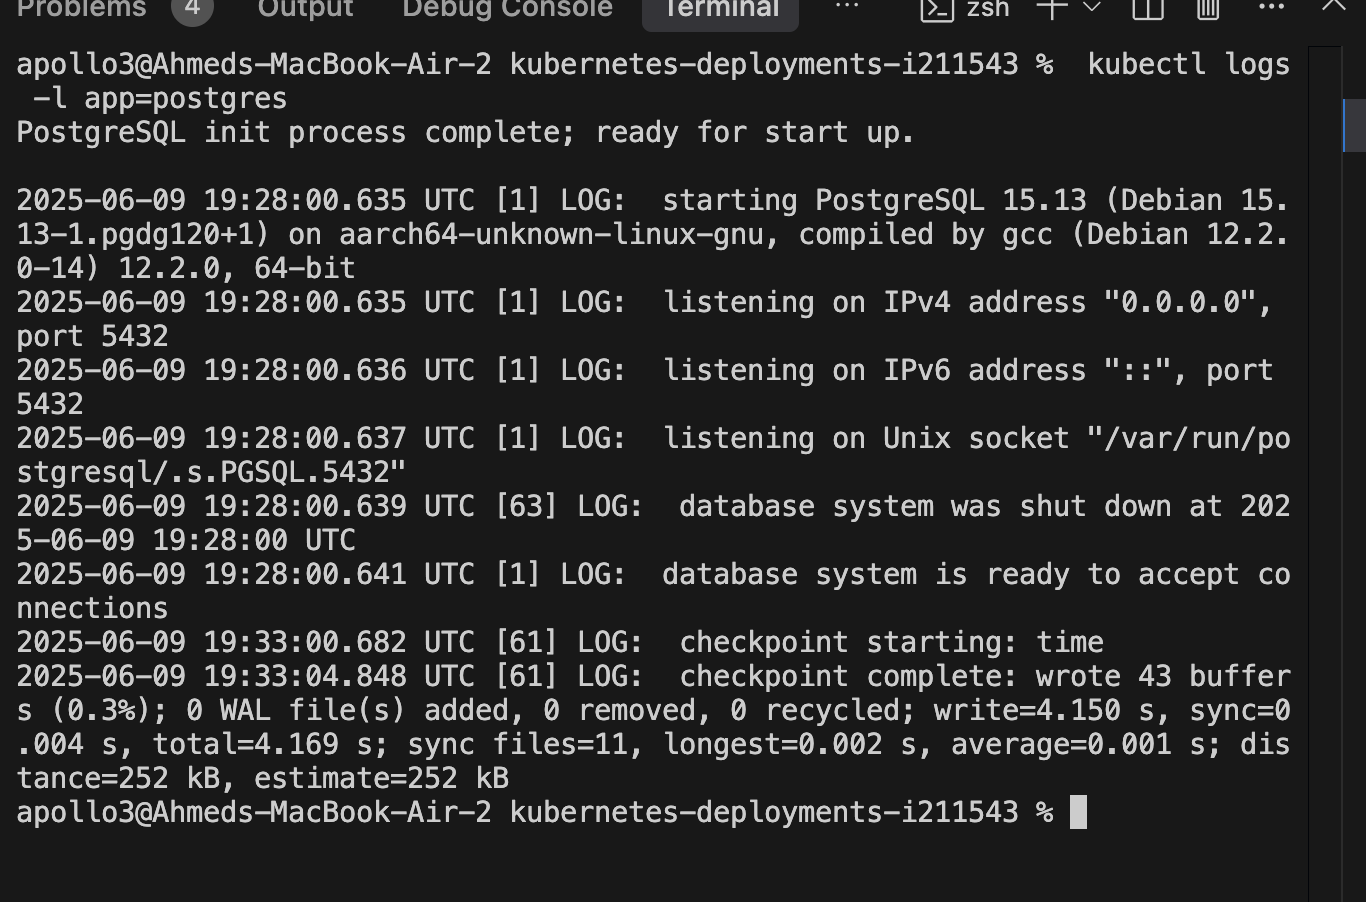 Problems 4 Output Debug Console Terminal ··· zsh ···
apollo3@Ahmeds-MacBook-Air-2 kubernetes-deployments-i211543 %  kubectl logs
 -l app=postgres
PostgreSQL init process complete; ready for start up.
2025-06-09 19:28:00.635 UTC [1] LOG:  starting PostgreSQL 15.13 (Debian 15.
13-1.pgdg120+1) on aarch64-unknown-linux-gnu, compiled by gcc (Debian 12.2.
0-14) 12.2.0, 64-bit
2025-06-09 19:28:00.635 UTC [1] LOG:  listening on IPv4 address "0.0.0.0",
port 5432
2025-06-09 19:28:00.636 UTC [1] LOG:  listening on IPv6 address "::", port
5432
2025-06-09 19:28:00.637 UTC [1] LOG:  listening on Unix socket "/var/run/po
stgresql/.s.PGSQL.5432"
2025-06-09 19:28:00.639 UTC [63] LOG:  database system was shut down at 202
5-06-09 19:28:00 UTC
2025-06-09 19:28:00.641 UTC [1] LOG:  database system is ready to accept co
nnections
2025-06-09 19:33:00.682 UTC [61] LOG:  checkpoint starting: time
2025-06-09 19:33:04.848 UTC [61] LOG:  checkpoint complete: wrote 43 buffer
s (0.3%); 0 WAL file(s) added, 0 removed, 0 recycled; write=4.150 s, sync=0
.004 s, total=4.169 s; sync files=11, longest=0.002 s, average=0.001 s; dis
tance=252 kB, estimate=252 kB
apollo3@Ahmeds-MacBook-Air-2 kubernetes-deployments-i211543 %